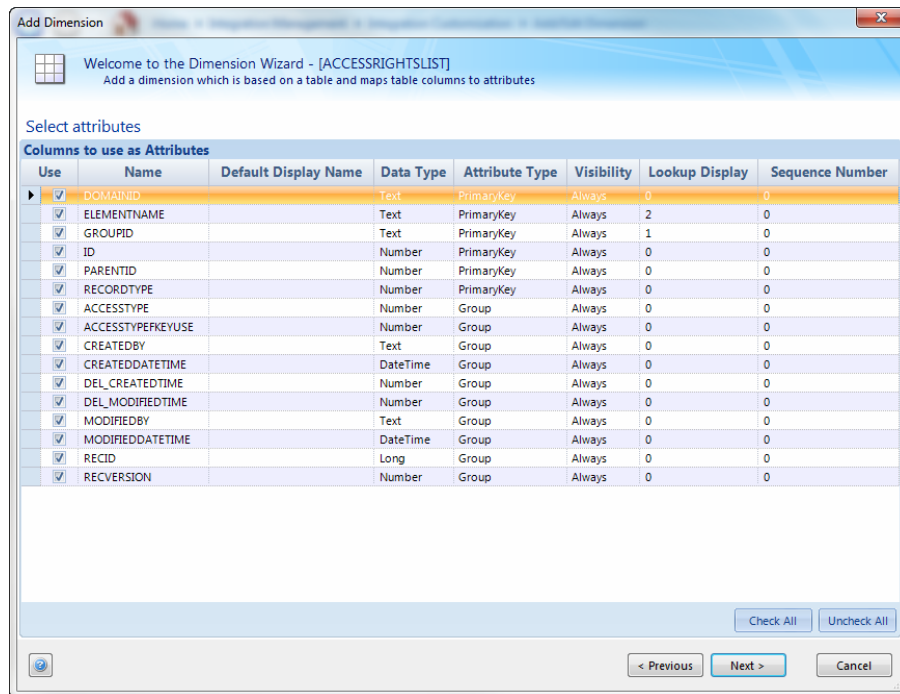 Add Dimension
Welcome to the Dimension Wizard - [ACCESSRIGHTSLIST]
Add a dimension which is based on a table and maps table columns to attributes
Select attributes
Columns to use as Attributes
Use Name Default Display Name Data Type Attribute Type Visibility Lookup Display Sequence Number
DOMAINID Text PrimaryKey Always 0 0
ELEMENTNAME Text PrimaryKey Always 2 0
GROUPID Text PrimaryKey Always 1 0
ID Number PrimaryKey Always 0 0
PARENTID Number PrimaryKey Always 0 0
RECORDTYPE Number PrimaryKey Always 0 0
ACCESSTYPE Number Group Always 0 0
ACCESSTYPEFKEYUSE Number Group Always 0 0
CREATEDBY Text Group Always 0 0
CREATEDDATETIME DateTime Group Always 0 0
DEL_CREATEDTIME Number Group Always 0 0
DEL_MODIFIEDTIME Number Group Always 0 0
MODIFIEDBY Text Group Always 0 0
MODIFIEDDATETIME DateTime Group Always 0 0
RECID Long Group Always 0 0
RECVERSION Number Group Always 0 0
Check All Uncheck All
< Previous Next > Cancel